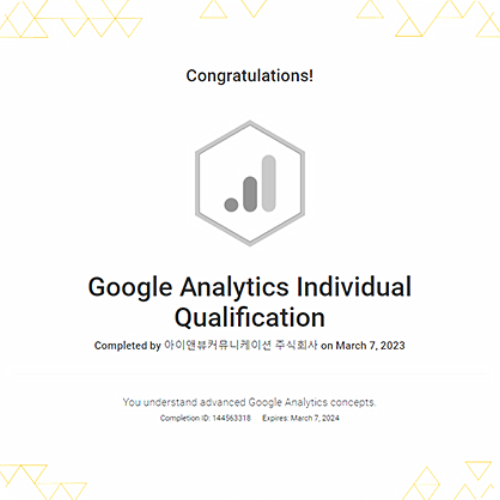 Congratulations!
Google Analytics Individual
Qualification
Completed by 아이앤뷰커뮤니케이션 주식회사 on March 7, 2023
You understand advanced Google Analytics concepts.
Completion ID: 144563318 Expires: March 7, 2024